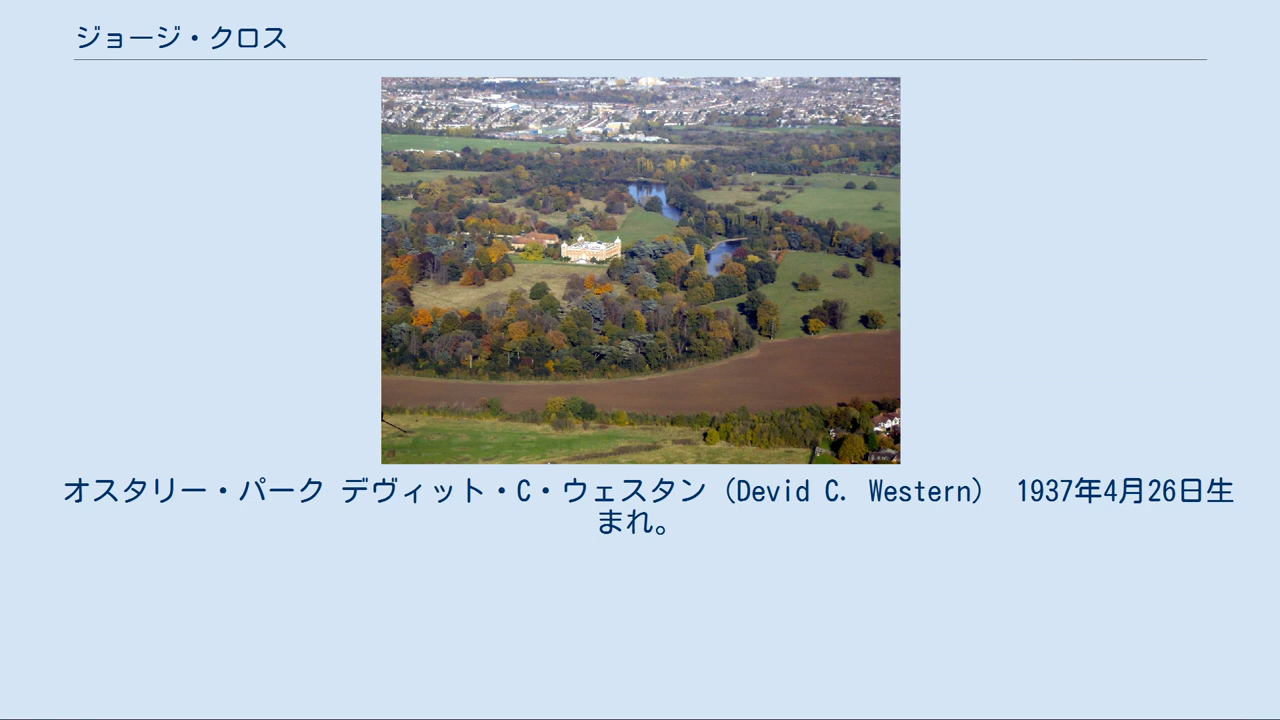 ジョージ・クロス
オスタリー・パーク デヴィット・C・ウェスタン (Devid C. Western) 1937年4月26日生
まれ。